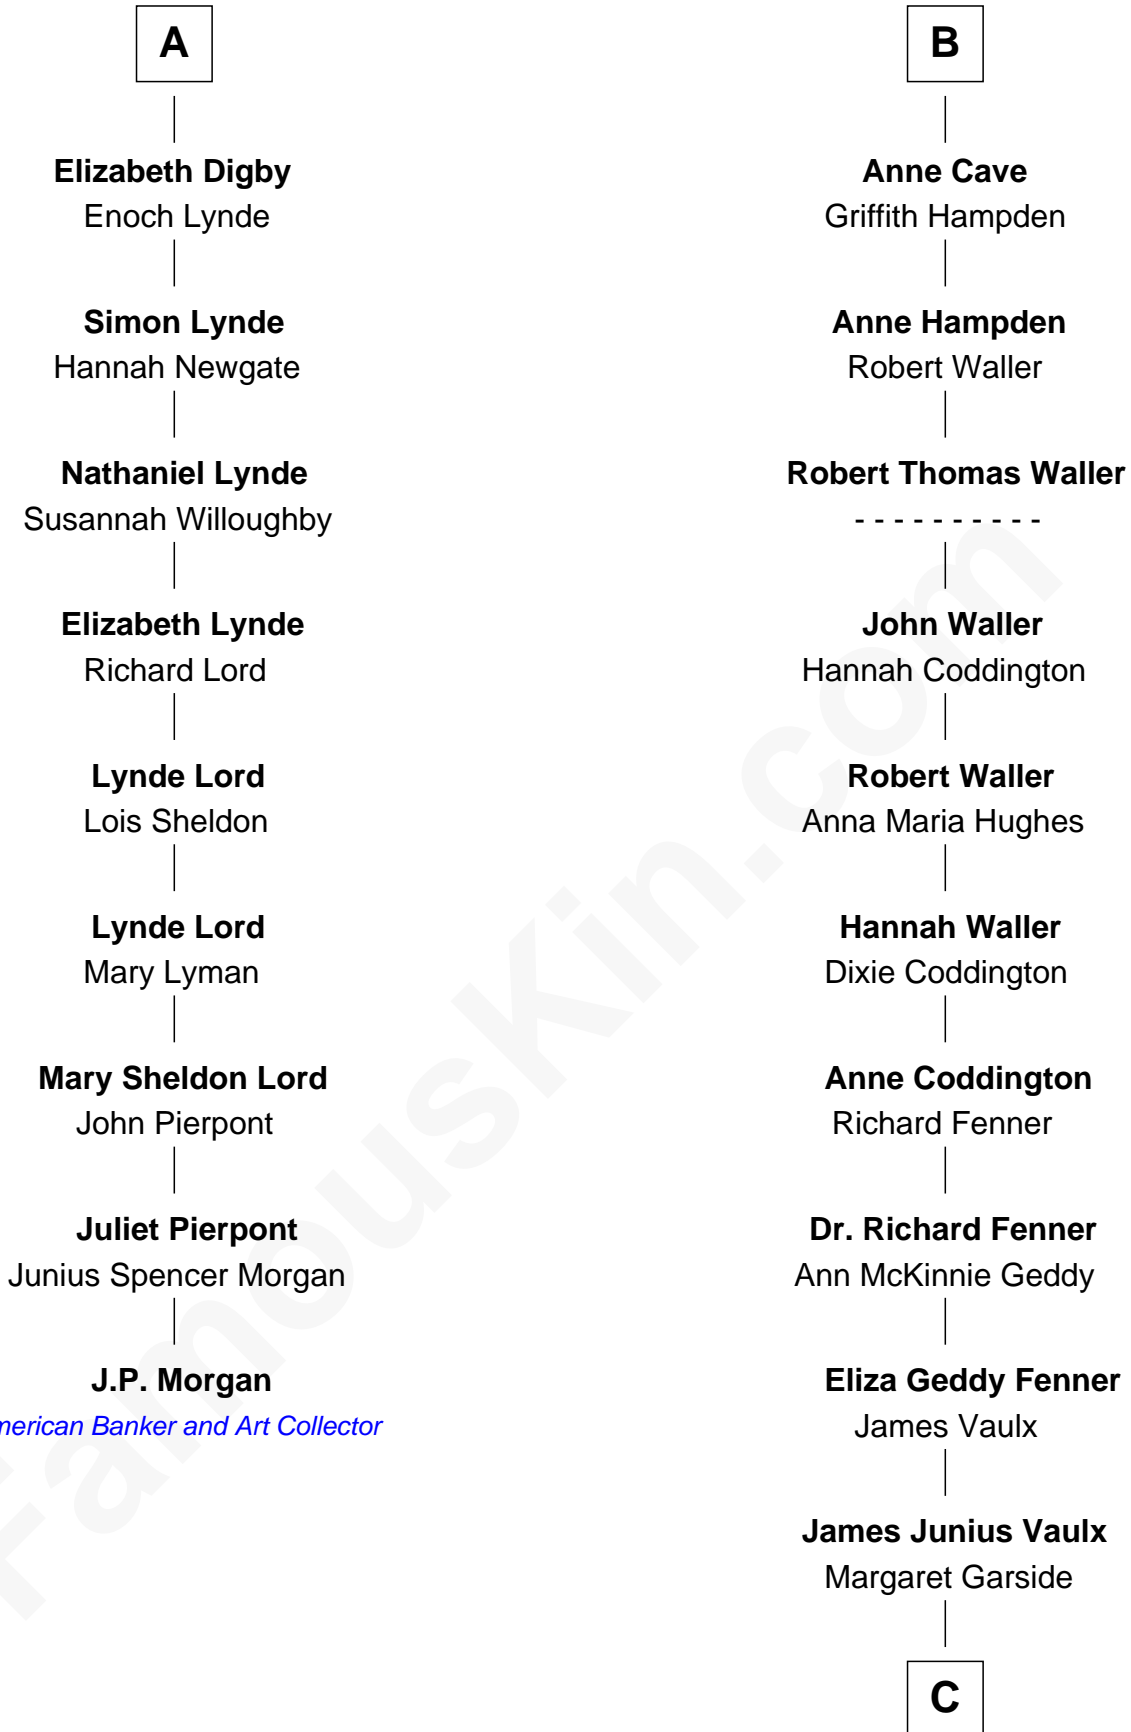 A
Elizabeth Digby
Enoch Lynde
Simon Lynde
Hannah Newgate
Nathaniel Lynde
Susannah Willoughby
Elizabeth Lynde
Richard Lord
Lynde Lord
Lois Sheldon
Lynde Lord
Mary Lyman
Mary Sheldon Lord
John Pierpont
Juliet Pierpont
Junius Spencer Morgan
J.P. Morgan
merican Banker and Art Collector
B
Anne Cave
Griffith Hampden
Anne Hampden
Robert Waller
Robert Thomas Waller
- - - - - - - - - -
John Waller
Hannah Coddington
Robert Waller
Anna Maria Hughes
Hannah Waller
Dixie Coddington
Anne Coddington
Richard Fenner
Dr. Richard Fenner
Ann McKinnie Geddy
Eliza Geddy Fenner
James Vaulx
James Junius Vaulx
Margaret Garside
C
FamousKin.com